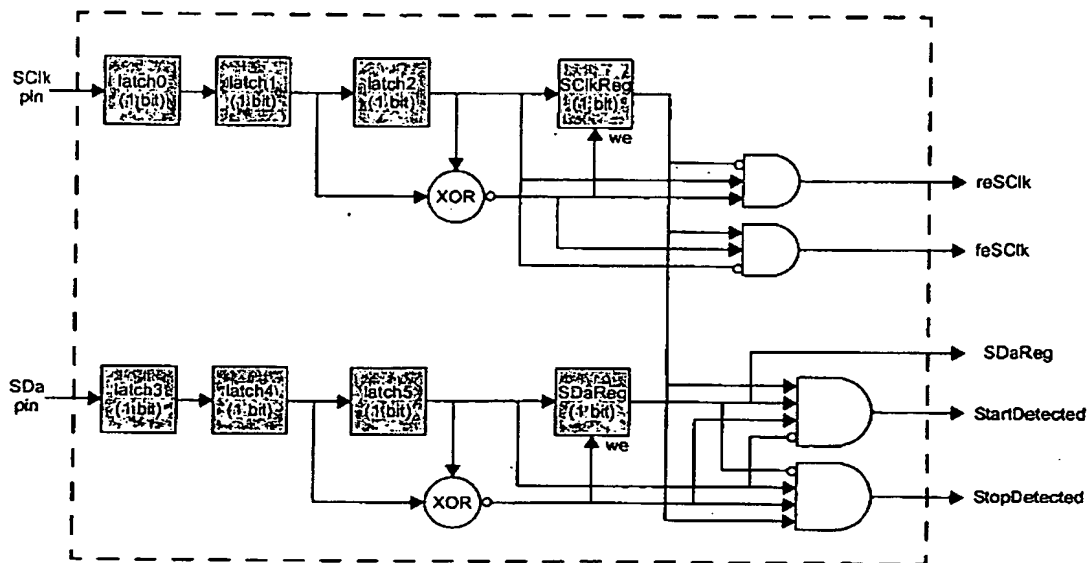 SClk
pin
latch0
(1 bit)
latch1
(1 bit)
latch2
(1 bit)
SClkReg
(1 bit)
we
XOR
reSClk
feSClk
SDa
pin
latch3
(1 bit)
latch4
(1 bit)
latch5
(1 bit)
SDaReg
(1 bit)
we
XOR
SDaReg
StartDetected
StopDetected